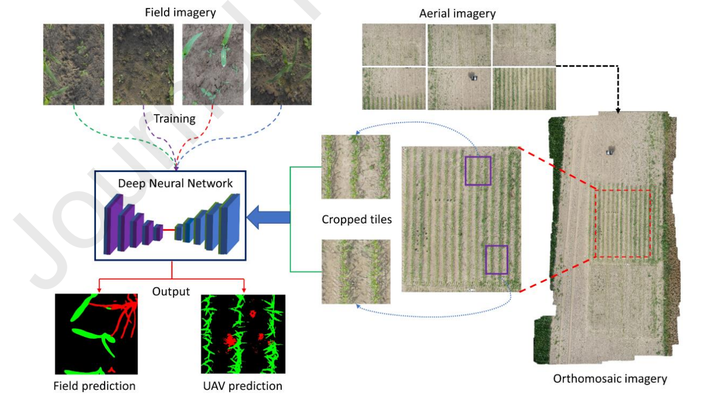 Field imagery
Aerial imagery
Training
Deep Neural Network
Cropped tiles
Output
Field prediction
UAV prediction
Orthomosaic imagery
Journal